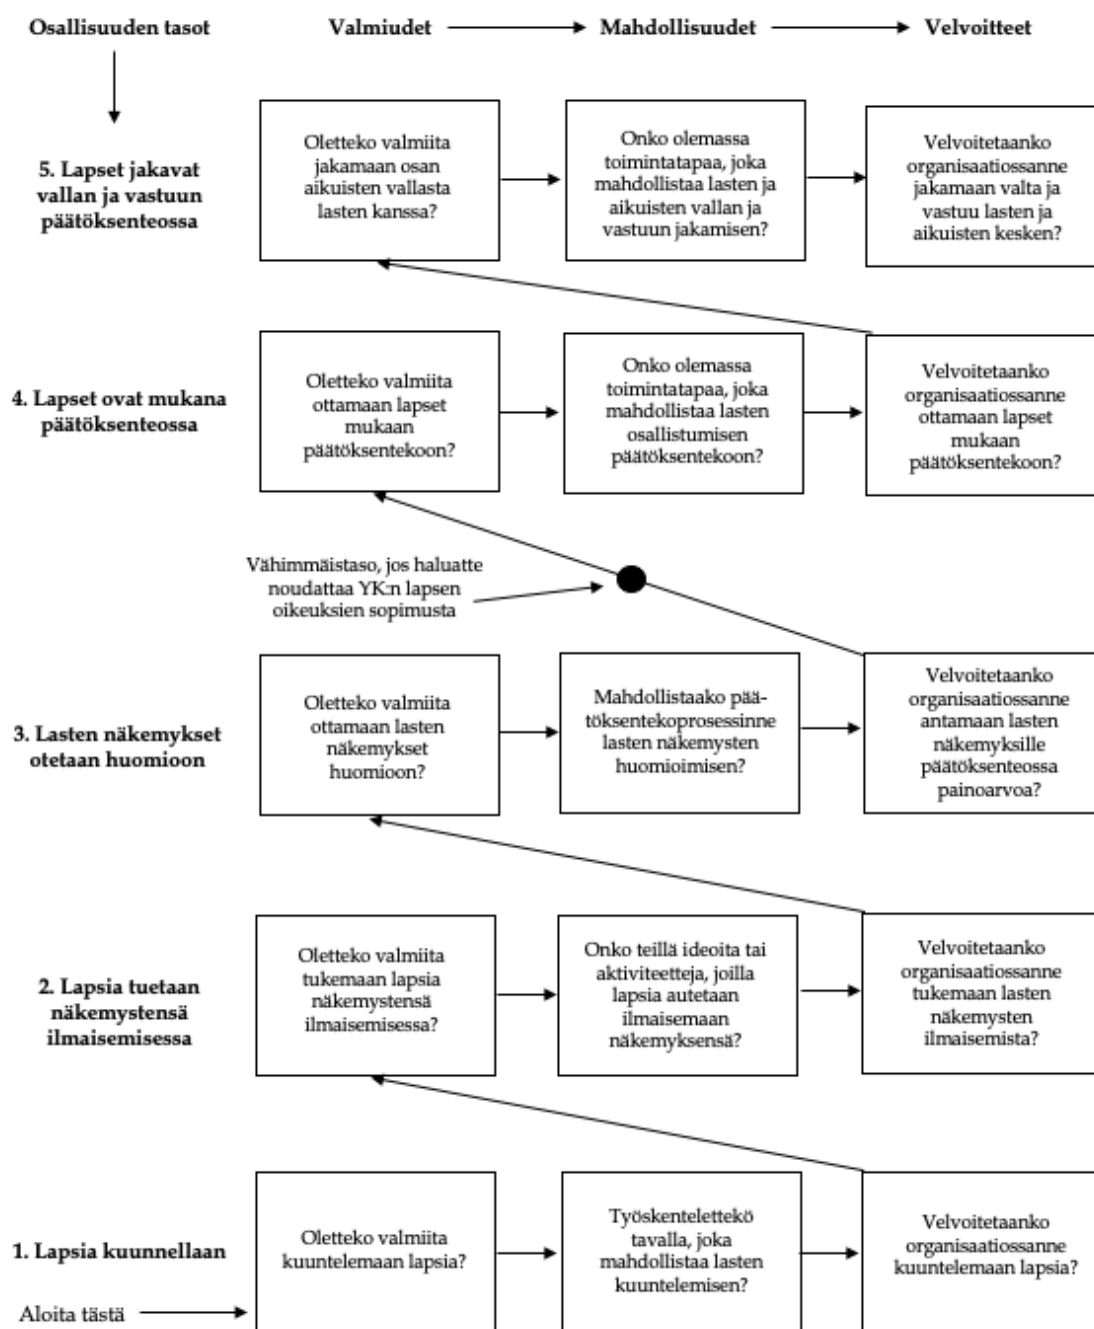 Osallisuuden tasot
Valmiudet
Mahdollisuudet
Velvoitteet
5. Lapset jakavat
vallan ja vastuun
päätöksenteossa
Oletteko valmiita
jakamaan osan
aikuisten vallasta
lasten kanssa?
Onko olemassa
toimintatapaa, joka
mahdollistaa lasten ja
aikuisten vallan ja
vastuun jakamisen?
Velvoitetaanko
organisaatiossanne
jakamaan valta ja
vastuu lasten ja
aikuisten kesken?
4. Lapset ovat mukana
päätöksenteossa
Oletteko valmiita
ottamaan lapset
mukaan
päätöksentekoon?
Onko olemassa
toimintatapaa, joka
mahdollistaa lasten
osallistumisen
päätöksentekoon?
Velvoitetaanko
organisaatiossanne
ottamaan lapset
mukaan
päätöksentekoon?
Vähimmäistaso, jos haluatte
noudattaa YK:n lapsen
oikeuksien sopimusta
3. Lasten näkemykset
otetaan huomioon
Oletteko valmiita
ottamaan lasten
näkemykset
huomioon?
Mahdollistaako pää-
töksentekoprosessinne
lasten näkemysten
huomioimisen?
Velvoitetaanko
organisaatiossanne
antamaan lasten
näkemyksille
päätöksenteossa
painoarvoa?
2. Lapsia tuetaan
näkemystensä
ilmaisemisessa
Oletteko valmiita
tukemaan lapsia
näkemystensä
ilmaisemisessa?
Onko teillä ideoita tai
aktiviteetteja, joilla
lapsia autetaan
ilmaisemaan
näkemyksensä?
Velvoitetaanko
organisaatiossanne
tukemaan lasten
näkemysten
ilmaisemista?
1. Lapsia kuunnellaan
Oletteko valmiita
kuuntelemaan lapsia?
Työskentelettekö
tavalla, joka
mahdollistaa lasten
kuuntelemisen?
Velvoitetaanko
organisaatiossanne
kuuntelemaan lapsia?
Aloita tästä